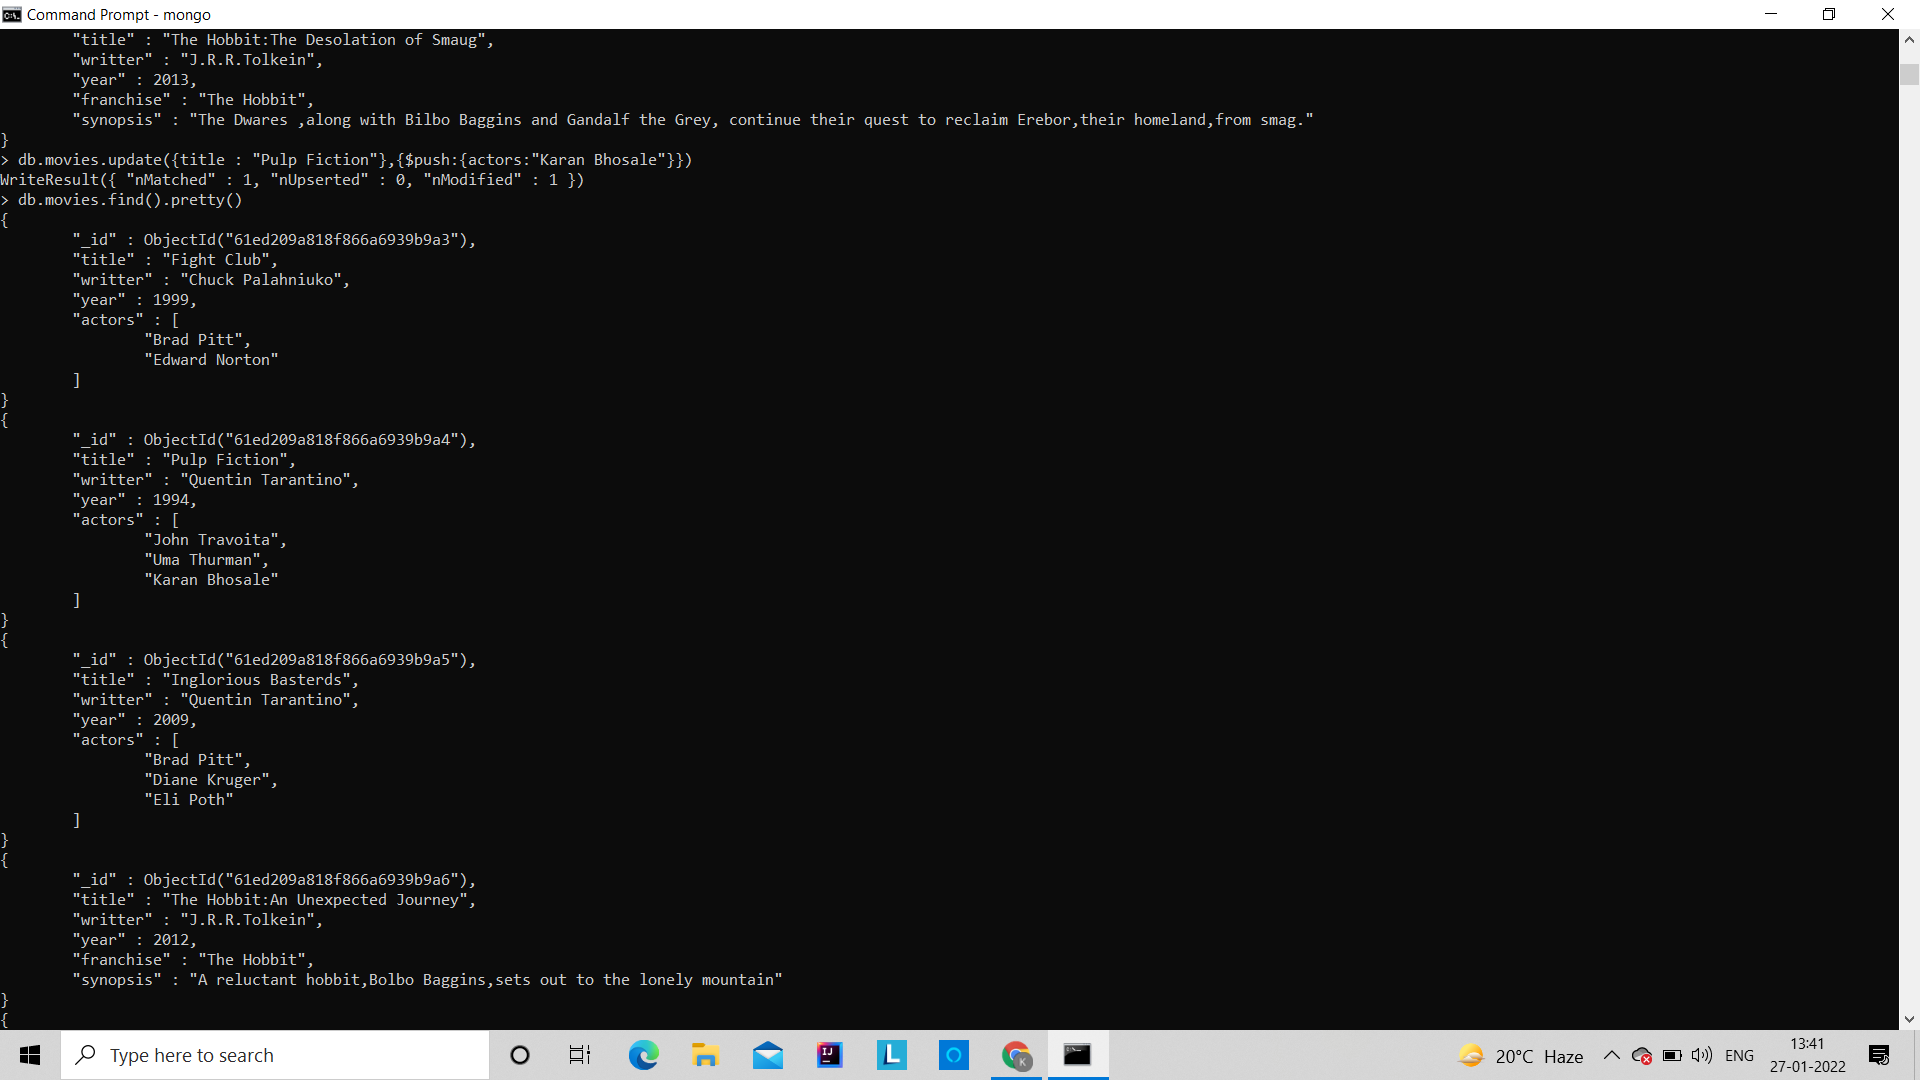 Command Prompt - mongo
"title" : "The Hobbit:The Desolation of Smaug",
"writter" : "J.R.R.Tolkein",
"year" : 2013,
"franchise" : "The Hobbit",
"synopsis" : "The Dwares ,along with Bilbo Baggins and Gandalf the Grey, continue their quest to reclaim Erebor,their homeland,from smag."
}
> db.movies.update({title : "Pulp Fiction"},{$push:{actors:"Karan Bhosale"}})
WriteResult({ "nMatched" : 1, "nUpserted" : 0, "nModified" : 1 })
> db.movies.find().pretty()
{
"_id" : ObjectId("61ed209a818f866a6939b9a3"),
"title" : "Fight Club",
"writter" : "Chuck Palahniuko",
"year" : 1999,
"actors" : [
"Brad Pitt",
"Edward Norton"
]
}
{
"_id" : ObjectId("61ed209a818f866a6939b9a4"),
"title" : "Pulp Fiction",
"writter" : "Quentin Tarantino",
"year" : 1994,
"actors" : [
"John Travoita",
"Uma Thurman",
"Karan Bhosale"
]
}
{
"_id" : ObjectId("61ed209a818f866a6939b9a5"),
"title" : "Inglorious Basterds",
"writter" : "Quentin Tarantino",
"year" : 2009,
"actors" : [
"Brad Pitt",
"Diane Kruger",
"Eli Poth"
]
}
{
"_id" : ObjectId("61ed209a818f866a6939b9a6"),
"title" : "The Hobbit:An Unexpected Journey",
"writter" : "J.R.R.Tolkein",
"year" : 2012,
"franchise" : "The Hobbit",
"synopsis" : "A reluctant hobbit,Bolbo Baggins,sets out to the lonely mountain"
}
{
Type here to search
20°C Haze
ENG
13:41
27-01-2022